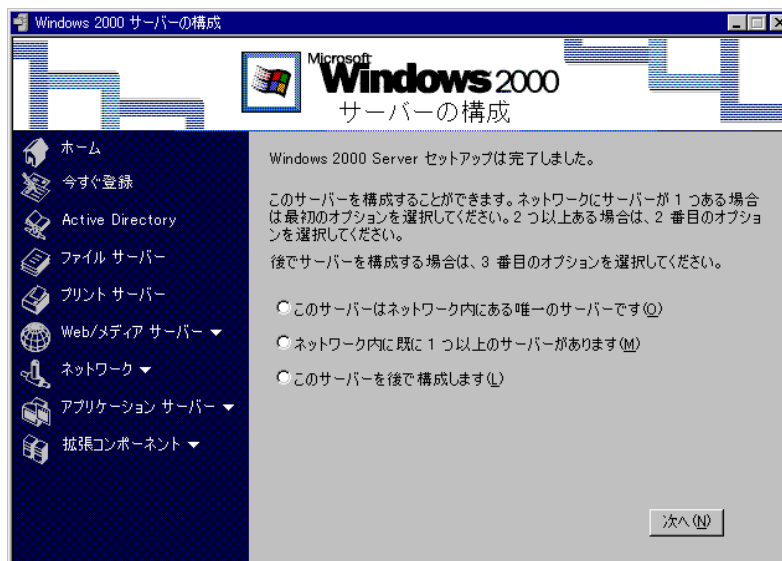 Windows 2000 サーバーの構成
Microsoft
Windows 2000
サーバーの構成
ホーム
今すぐ登録
Active Directory
ファイル サーバー
プリント サーバー
Web/メディア サーバー
ネットワーク
アプリケーション サーバー
拡張コンポーネント
Windows 2000 Server セットアップは完了しました。
このサーバーを構成することができます。ネットワークにサーバーが 1 つある場合
は最初のオプションを選択してください。2 つ以上ある場合は、2 番目のオプショ
ンを選択してください。
後でサーバーを構成する場合は、3 番目のオプションを選択してください。
このサーバーはネットワーク内にある唯一のサーバーです(O)
ネットワーク内に既に 1 つ以上のサーバーがあります(M)
このサーバーを後で構成します(L)
次へ(N)